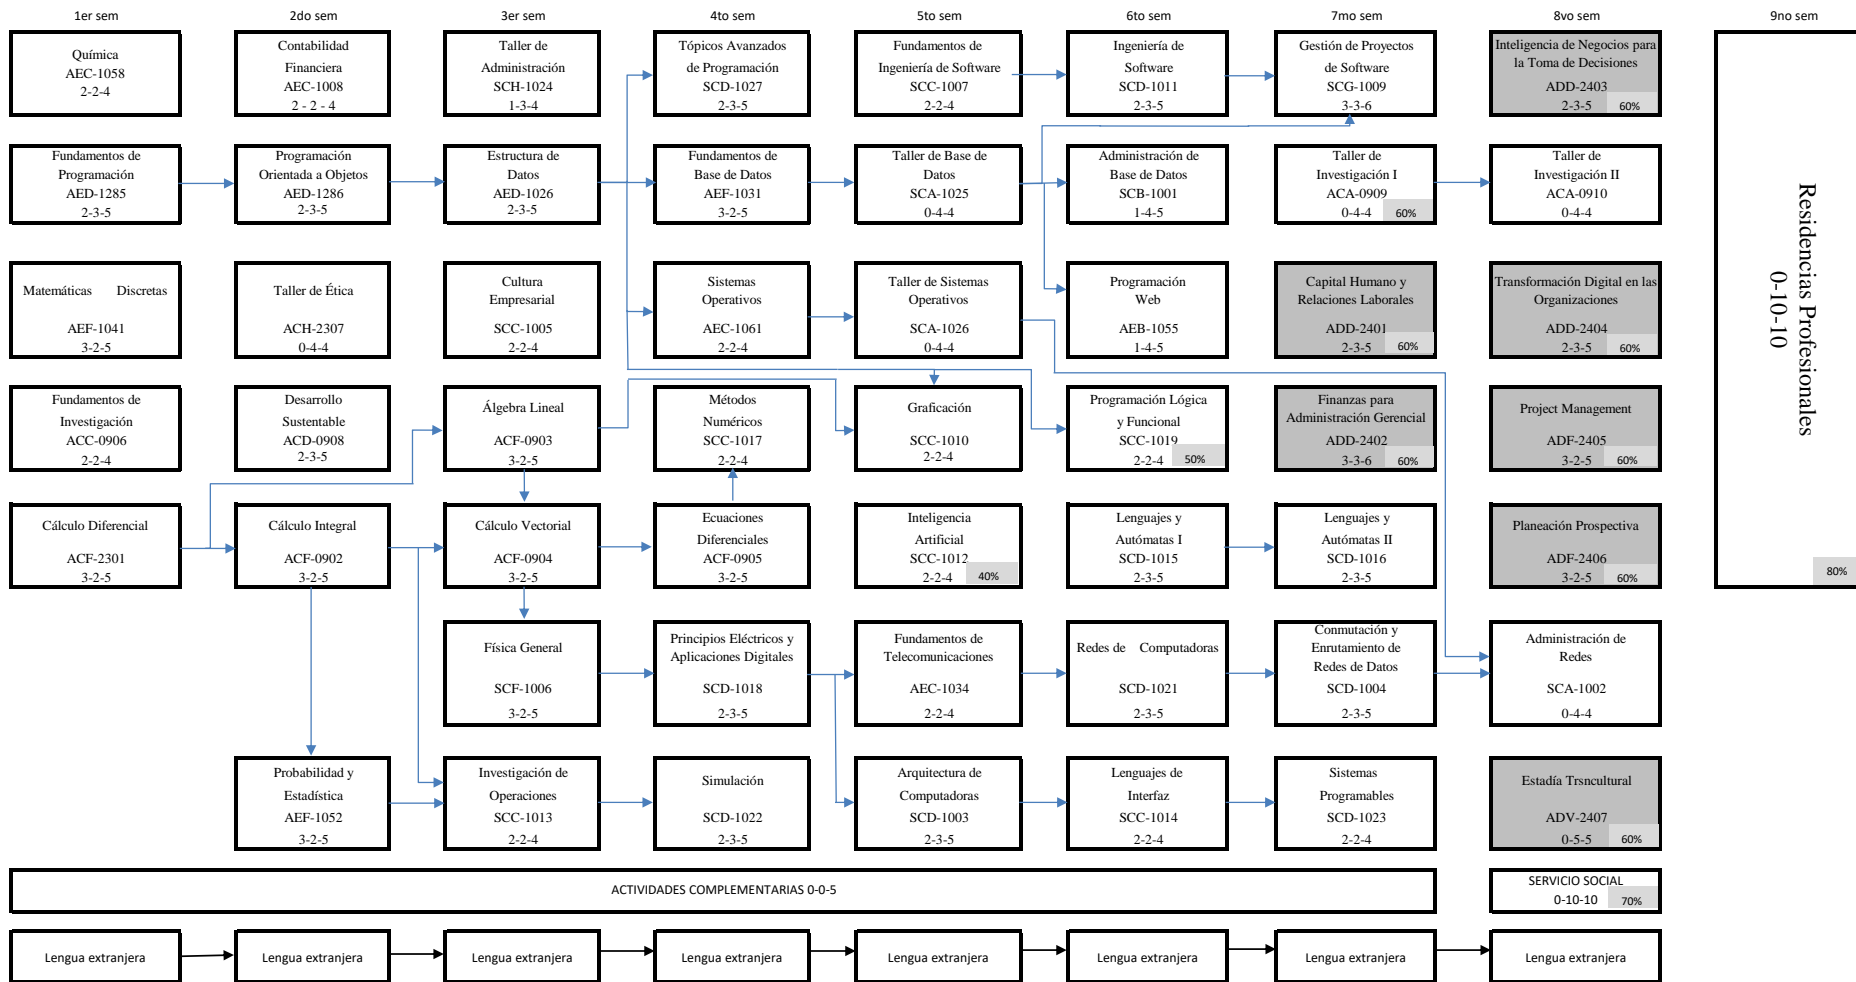 1er sem
2do sem
3er sem
4to sem
5to sem
6to sem
7mo sem
8vo sem
9no sem
Química
AEC-1058
2-2-4
Contabilidad
Financiera
AEC-1008
2 - 2 - 4
Taller de
Administración
SCH-1024
1-3-4
Tópicos Avanzados
de Programación
SCD-1027
2-3-5
Fundamentos de
Ingeniería de Software
SCC-1007
2-2-4
Ingeniería de
Software
SCD-1011
2-3-5
Gestión de Proyectos
de Software
SCG-1009
3-3-6
Inteligencia de Negocios para
la Toma de Decisiones
ADD-2403
2-3-5 60%
Fundamentos de
Programación
AED-1285
2-3-5
Programación
Orientada a Objetos
AED-1286
2-3-5
Estructura de
Datos
AED-1026
2-3-5
Fundamentos de
Base de Datos
AEF-1031
3-2-5
Taller de Base de
Datos
SCA-1025
0-4-4
Administración de
Base de Datos
SCB-1001
1-4-5
Taller de
Investigación I
ACA-0909
0-4-4 60%
Taller de
Investigación II
ACA-0910
0-4-4
Matemáticas Discretas
AEF-1041
3-2-5
Taller de Ética
ACH-2307
0-4-4
Cultura
Empresarial
SCC-1005
2-2-4
Sistemas
Operativos
AEC-1061
2-2-4
Taller de Sistemas
Operativos
SCA-1026
0-4-4
Programación
Web
AEB-1055
1-4-5
Capital Humano y
Relaciones Laborales
ADD-2401
2-3-5 60%
Transformación Digital en las
Organizaciones
ADD-2404
2-3-5 60%
Fundamentos de
Investigación
ACC-0906
2-2-4
Desarrollo
Sustentable
ACD-0908
2-3-5
Álgebra Lineal
ACF-0903
3-2-5
Métodos
Numéricos
SCC-1017
2-2-4
Graficación
SCC-1010
2-2-4
Programación Lógica
y Funcional
SCC-1019
2-2-4 50%
Finanzas para
Administración Gerencial
ADD-2402
3-3-6 60%
Project Management
ADF-2405
3-2-5 60%
Cálculo Diferencial
ACF-2301
3-2-5
Cálculo Integral
ACF-0902
3-2-5
Cálculo Vectorial
ACF-0904
3-2-5
Ecuaciones
Diferenciales
ACF-0905
3-2-5
Inteligencia
Artificial
SCC-1012
2-2-4 40%
Lenguajes y
Autómatas I
SCD-1015
2-3-5
Lenguajes y
Autómatas II
SCD-1016
2-3-5
Planeación Prospectiva
ADF-2406
3-2-5 60%
Residencias Profesionales
0-10-10
80%
Física General
SCF-1006
3-2-5
Principios Eléctricos y
Aplicaciones Digitales
SCD-1018
2-3-5
Fundamentos de
Telecomunicaciones
AEC-1034
2-2-4
Redes de Computadoras
SCD-1021
2-3-5
Conmutación y
Enrutamiento de
Redes de Datos
SCD-1004
2-3-5
Administración de
Redes
SCA-1002
0-4-4
Probabilidad y
Estadística
AEF-1052
3-2-5
Investigación de
Operaciones
SCC-1013
2-2-4
Simulación
SCD-1022
2-3-5
Arquitectura de
Computadoras
SCD-1003
2-3-5
Lenguajes de
Interfaz
SCC-1014
2-2-4
Sistemas
Programables
SCD-1023
2-2-4
Estadía Trsncultural
ADV-2407
0-5-5 60%
ACTIVIDADES COMPLEMENTARIAS 0-0-5
SERVICIO SOCIAL
0-10-10 70%
Lengua extranjera
Lengua extranjera
Lengua extranjera
Lengua extranjera
Lengua extranjera
Lengua extranjera
Lengua extranjera
Lengua extranjera